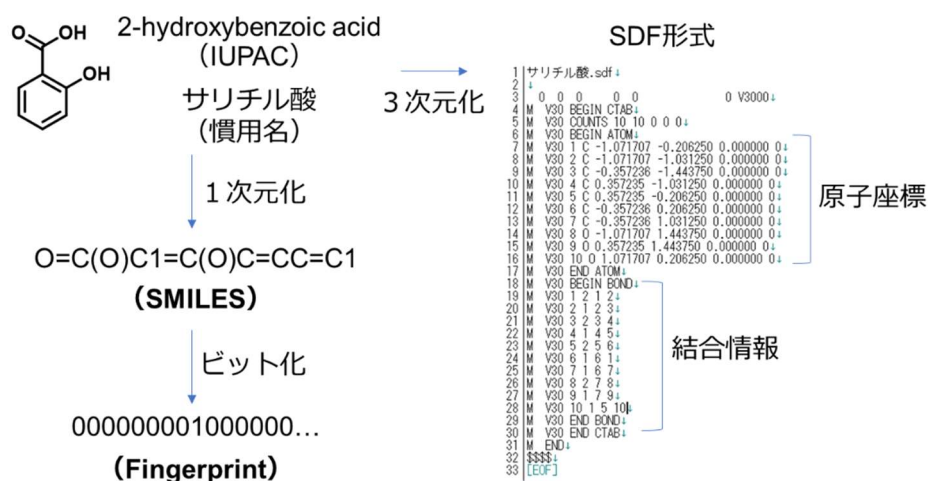 OH
O
OH
2-hydroxybenzoic acid
（IUPAC）
サリチル酸
（慣用名）
３次元化
１次元化
O=C(O)C1=C(O)C=CC=C1
（SMILES）
ビット化
000000001000000…
（Fingerprint）
SDF形式
1 サリチル酸.sdf↓
2 ↓
3 0 0 0 0 0 0 V3000↓
4 M V30 BEGIN CTAB↓
5 M V30 COUNTS 10 10 0 0 0↓
6 M V30 BEGIN ATOM↓
7 M V30 1 C -1.071707 -0.206250 0.000000 0↓
8 M V30 2 C -1.071707 -1.031250 0.000000 0↓
9 M V30 3 C -0.357236 -1.443750 0.000000 0↓
10 M V30 4 C 0.357235 -1.031250 0.000000 0↓
11 M V30 5 C 0.357235 -0.206250 0.000000 0↓
12 M V30 6 C -0.357236 0.206250 0.000000 0↓
13 M V30 7 C -0.357236 1.031250 0.000000 0↓
14 M V30 8 O -1.071707 1.443750 0.000000 0↓
15 M V30 9 O 0.357235 1.443750 0.000000 0↓
16 M V30 10 O 1.071707 0.206250 0.000000 0↓
17 M V30 END ATOM↓
18 M V30 BEGIN BOND↓
19 M V30 1 2 1 2↓
20 M V30 2 1 2 3↓
21 M V30 3 2 3 4↓
22 M V30 4 1 4 5↓
23 M V30 5 2 5 6↓
24 M V30 6 1 6 1↓
25 M V30 7 1 6 7↓
26 M V30 8 2 7 8↓
27 M V30 9 1 7 9↓
28 M V30 10 1 5 10↓
29 M V30 END BOND↓
30 M V30 END CTAB↓
31 M END↓
32 $$$$↓
33 [EOF]
原子座標
結合情報